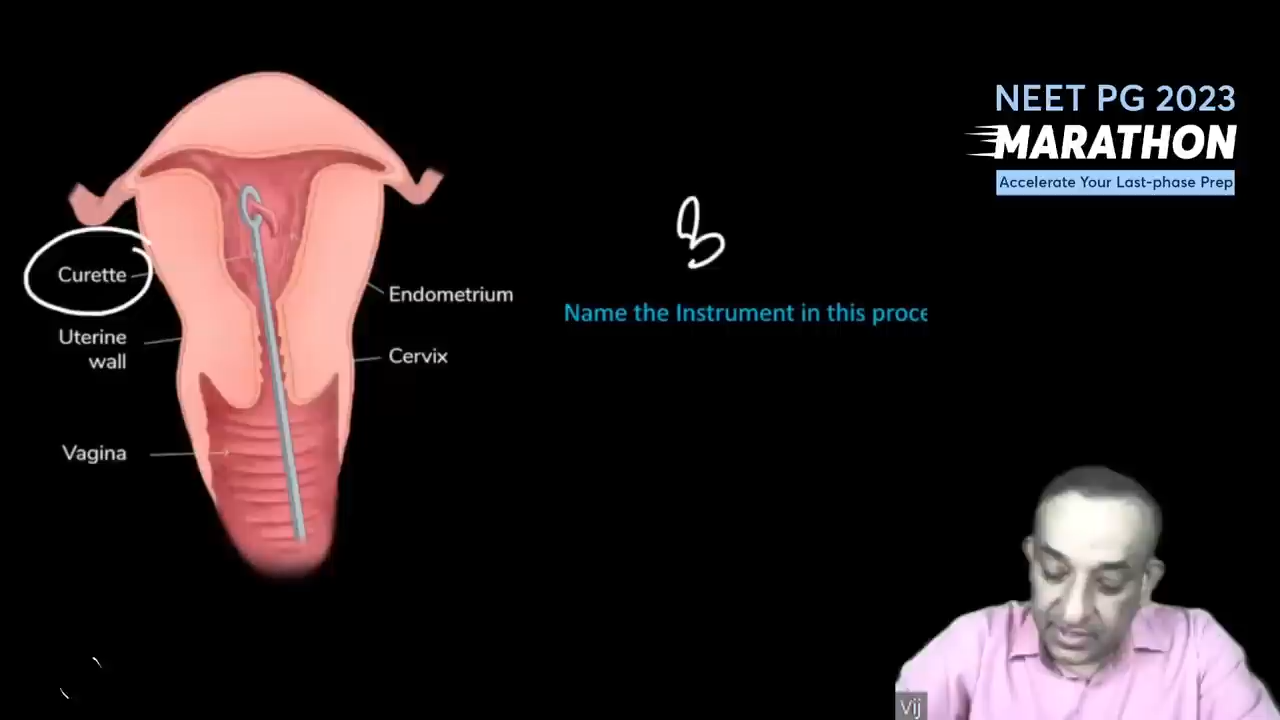 NEET PG 2023
MARATHON
Accelerate Your Last-phase Prep
Curette
Uterine
wall
Vagina
Endometrium
Cervix
Name the Instrument in this proce
Vij